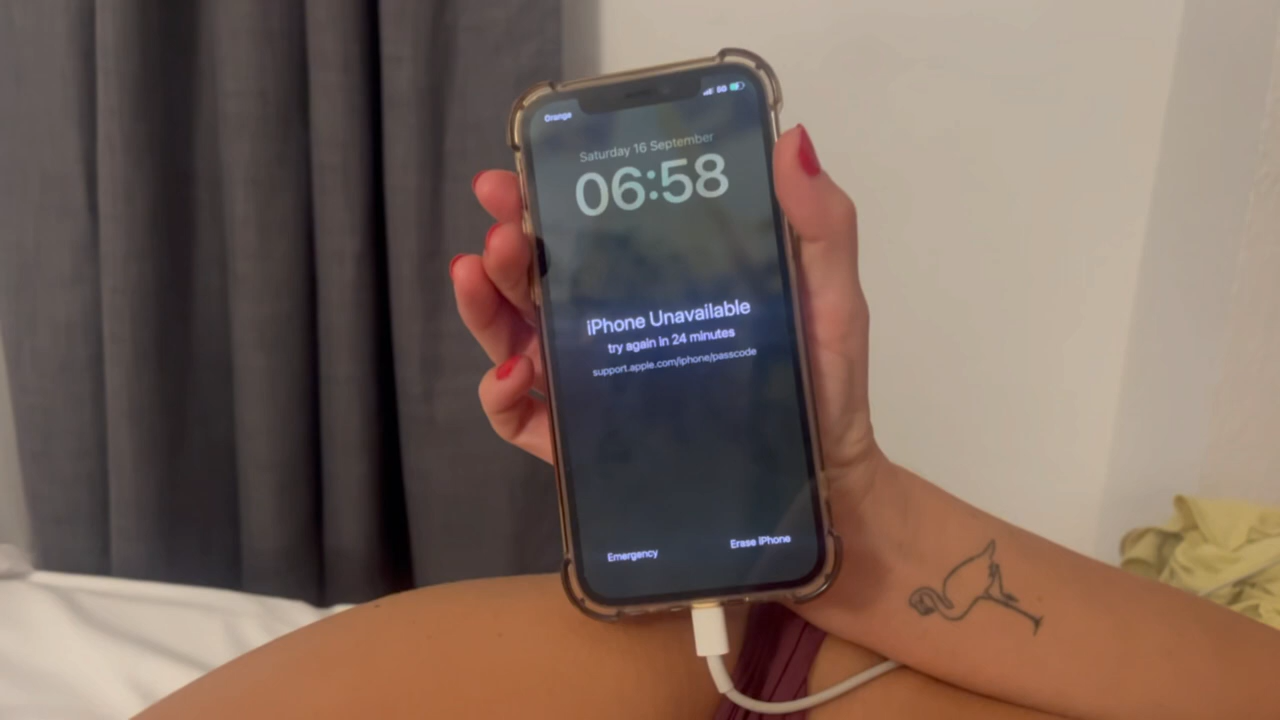 Orange
5G
Saturday 16 September
06:58
iPhone Unavailable
try again in 24 minutes
support.apple.com/iphone/passcode
Emergency
Erase iPhone